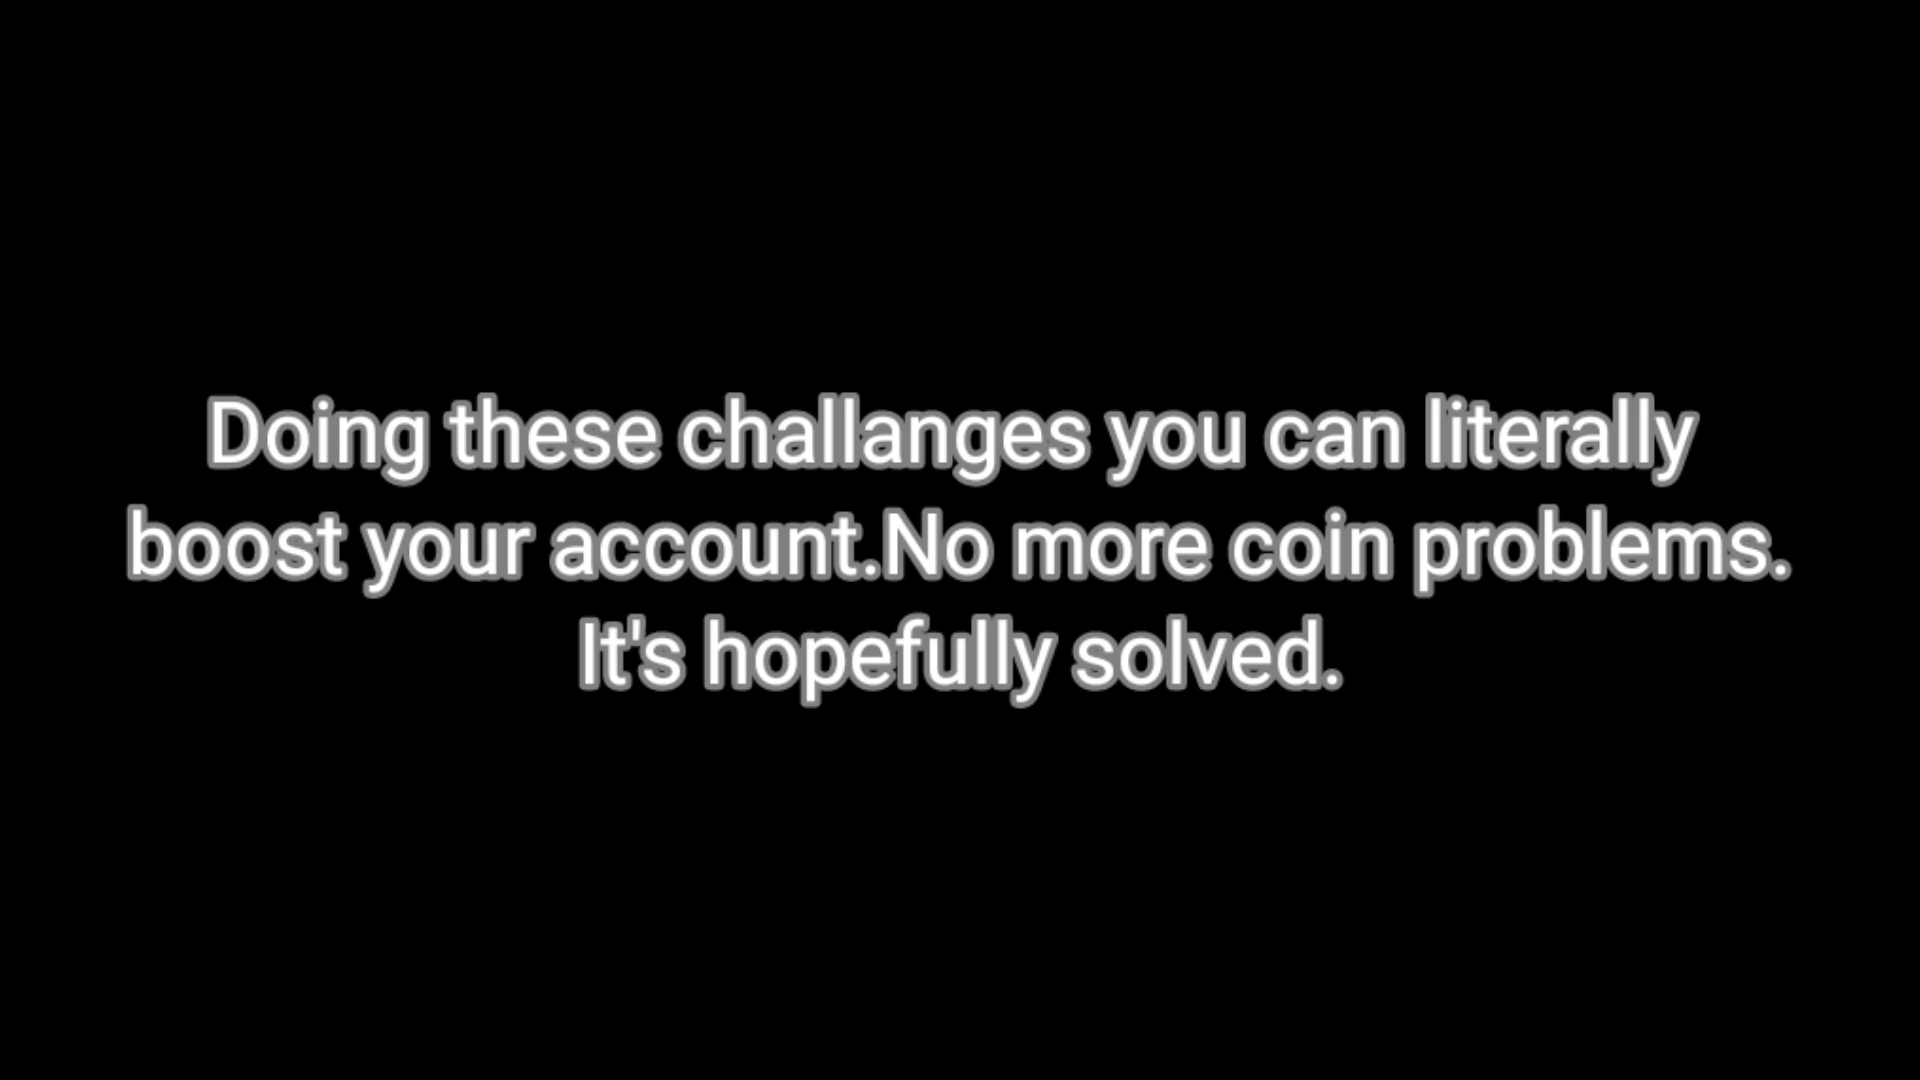 Doing these challanges you can literally
boost your account.No more coin problems.
It's hopefully solved.